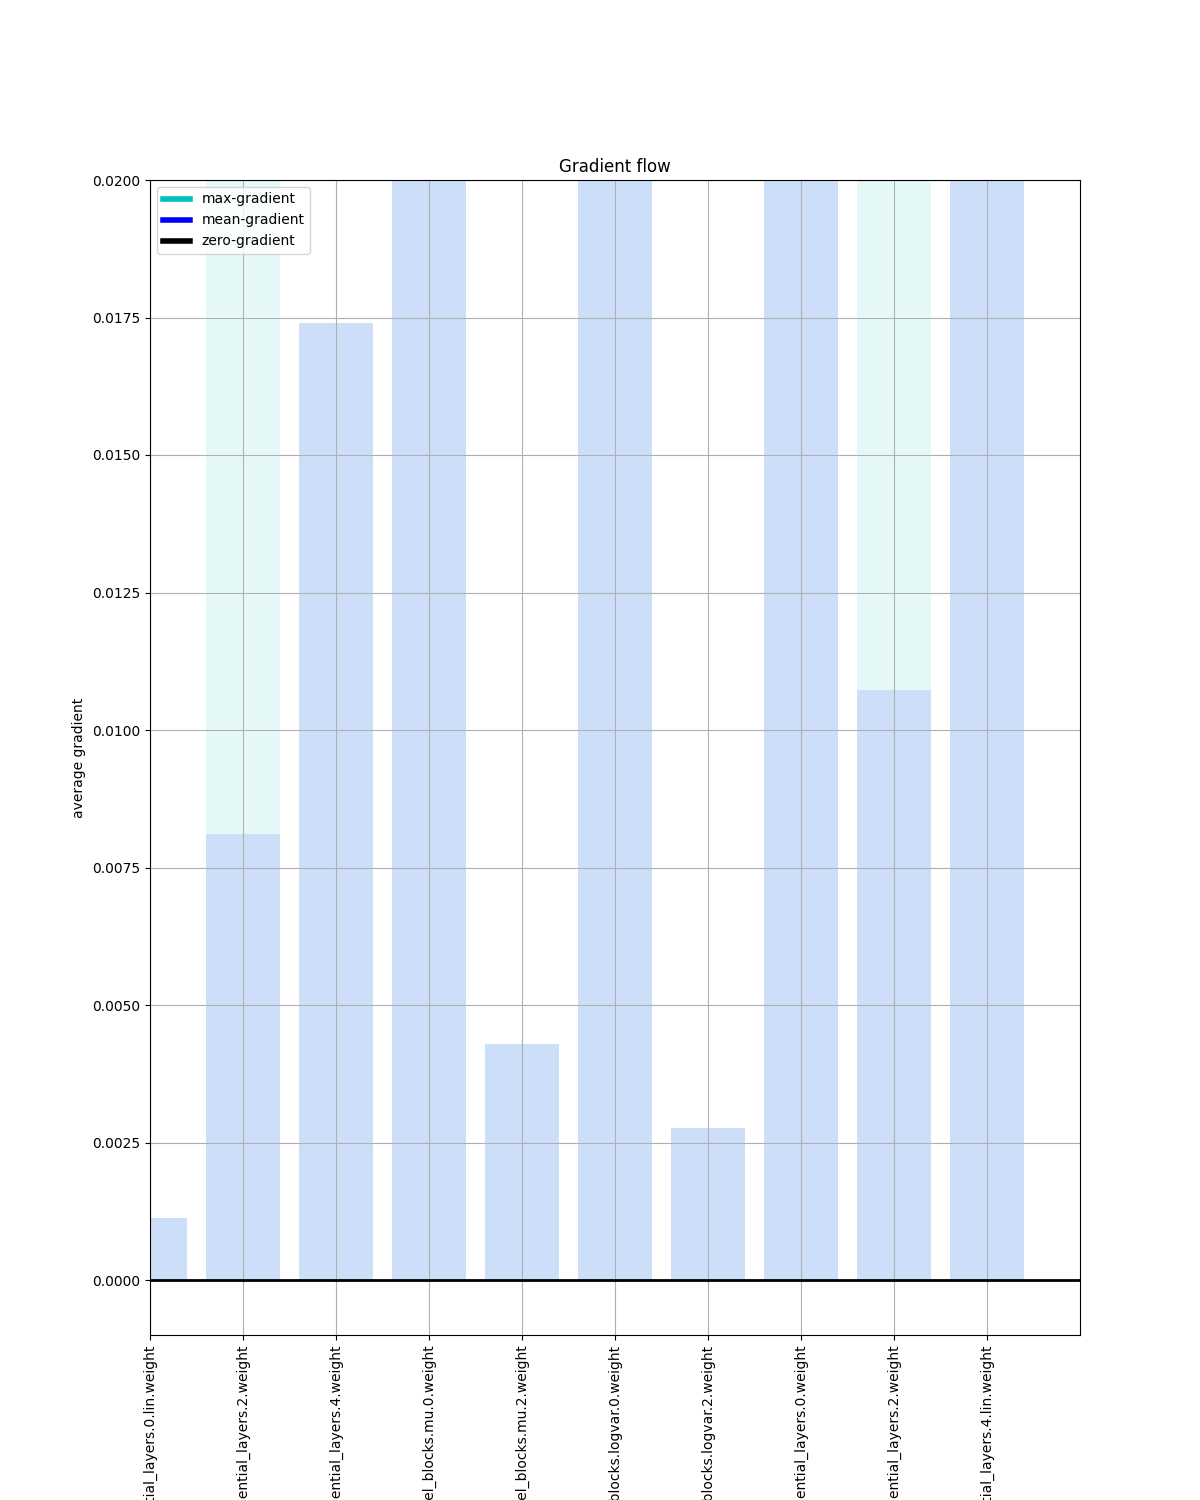 Gradient flow
max-gradient
mean-gradient
zero-gradient
0.0200
0.0175
0.0150
0.0125
0.0100
0.0075
0.0050
0.0025
0.0000
average gradient
tial_layers.0.lin.weight
ential_layers.2.weight
ential_layers.4.weight
el_blocks.mu.0.weight
el_blocks.mu.2.weight
blocks.logvar.0.weight
blocks.logvar.2.weight
ential_layers.0.weight
ential_layers.2.weight
tial_layers.4.lin.weight